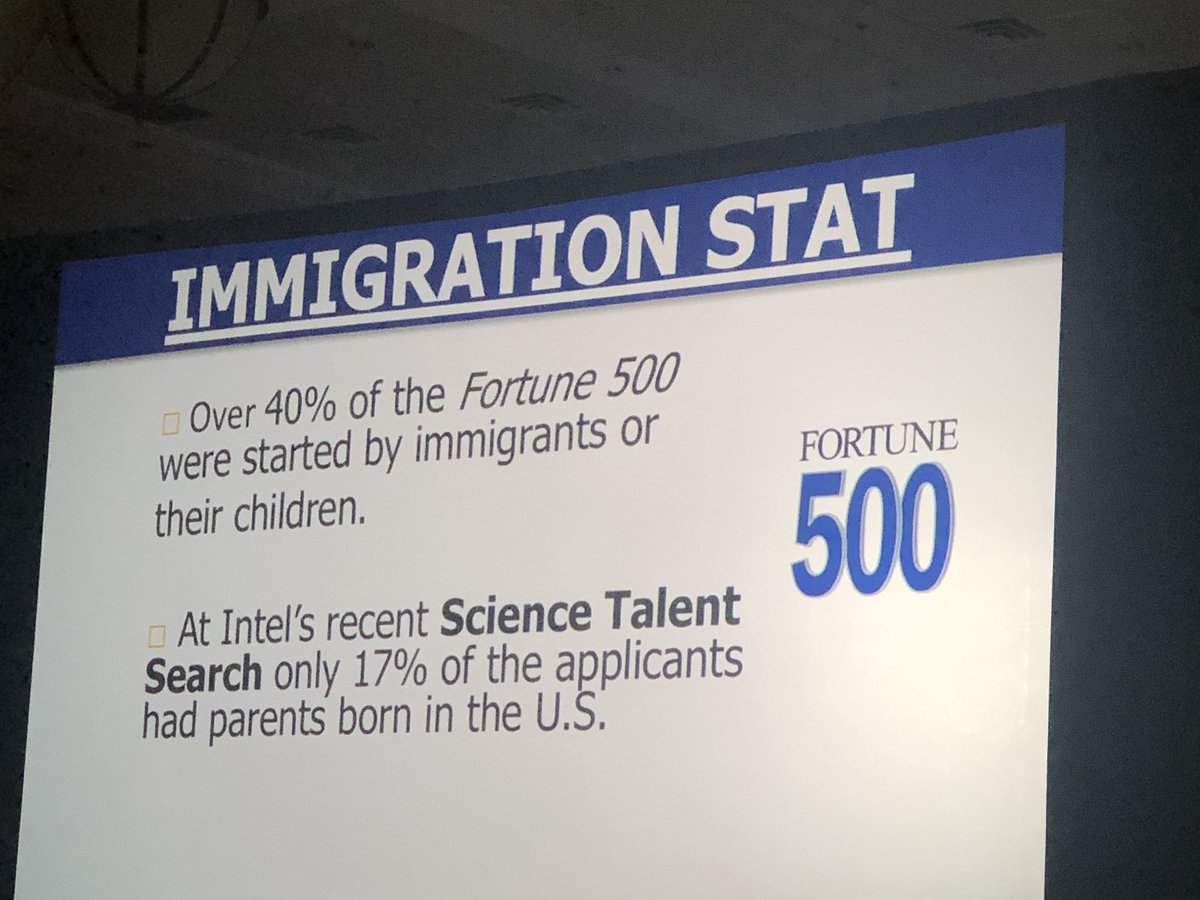 IMMIGRATION STAT
Over 40% of the Fortune 500
were started by immigrants or
their children.
FORTUNE
500
At Intel's recent Science Talent
Search only 17% of the applicants
had parents born in the U.S.